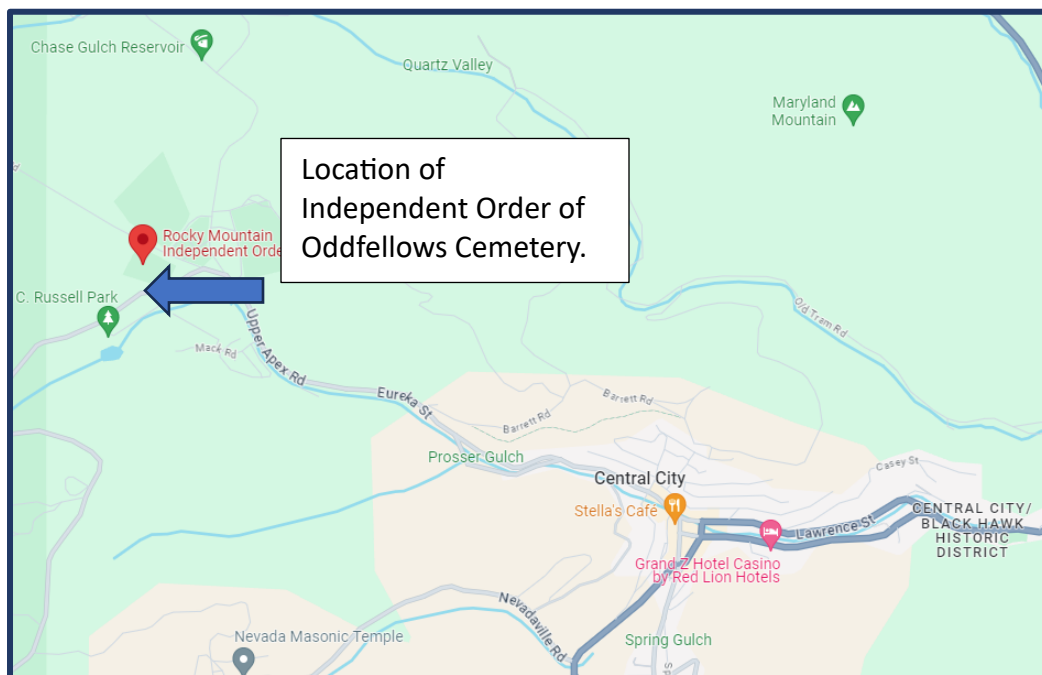 Chase Gulch Reservoir
Quartz Valley
Maryland
Mountain
Location of
Independent Order of
Oddfellows Cemetery.
Rocky Mountain
Independent Orde
C. Russell Park
Mack Rd
Upper Apex Rd
Old Tram Rd
Eureka St
Barrett Rd
Barrett Rd
Prosser Gulch
Casey St
Central City
Stella's Café
Lawrence St
CENTRAL CITY/
BLACK HAWK
HISTORIC
DISTRICT
Grand Z Hotel Casino
by Red Lion Hotels
Nevadaville Rd
Nevada Masonic Temple
Spring Gulch